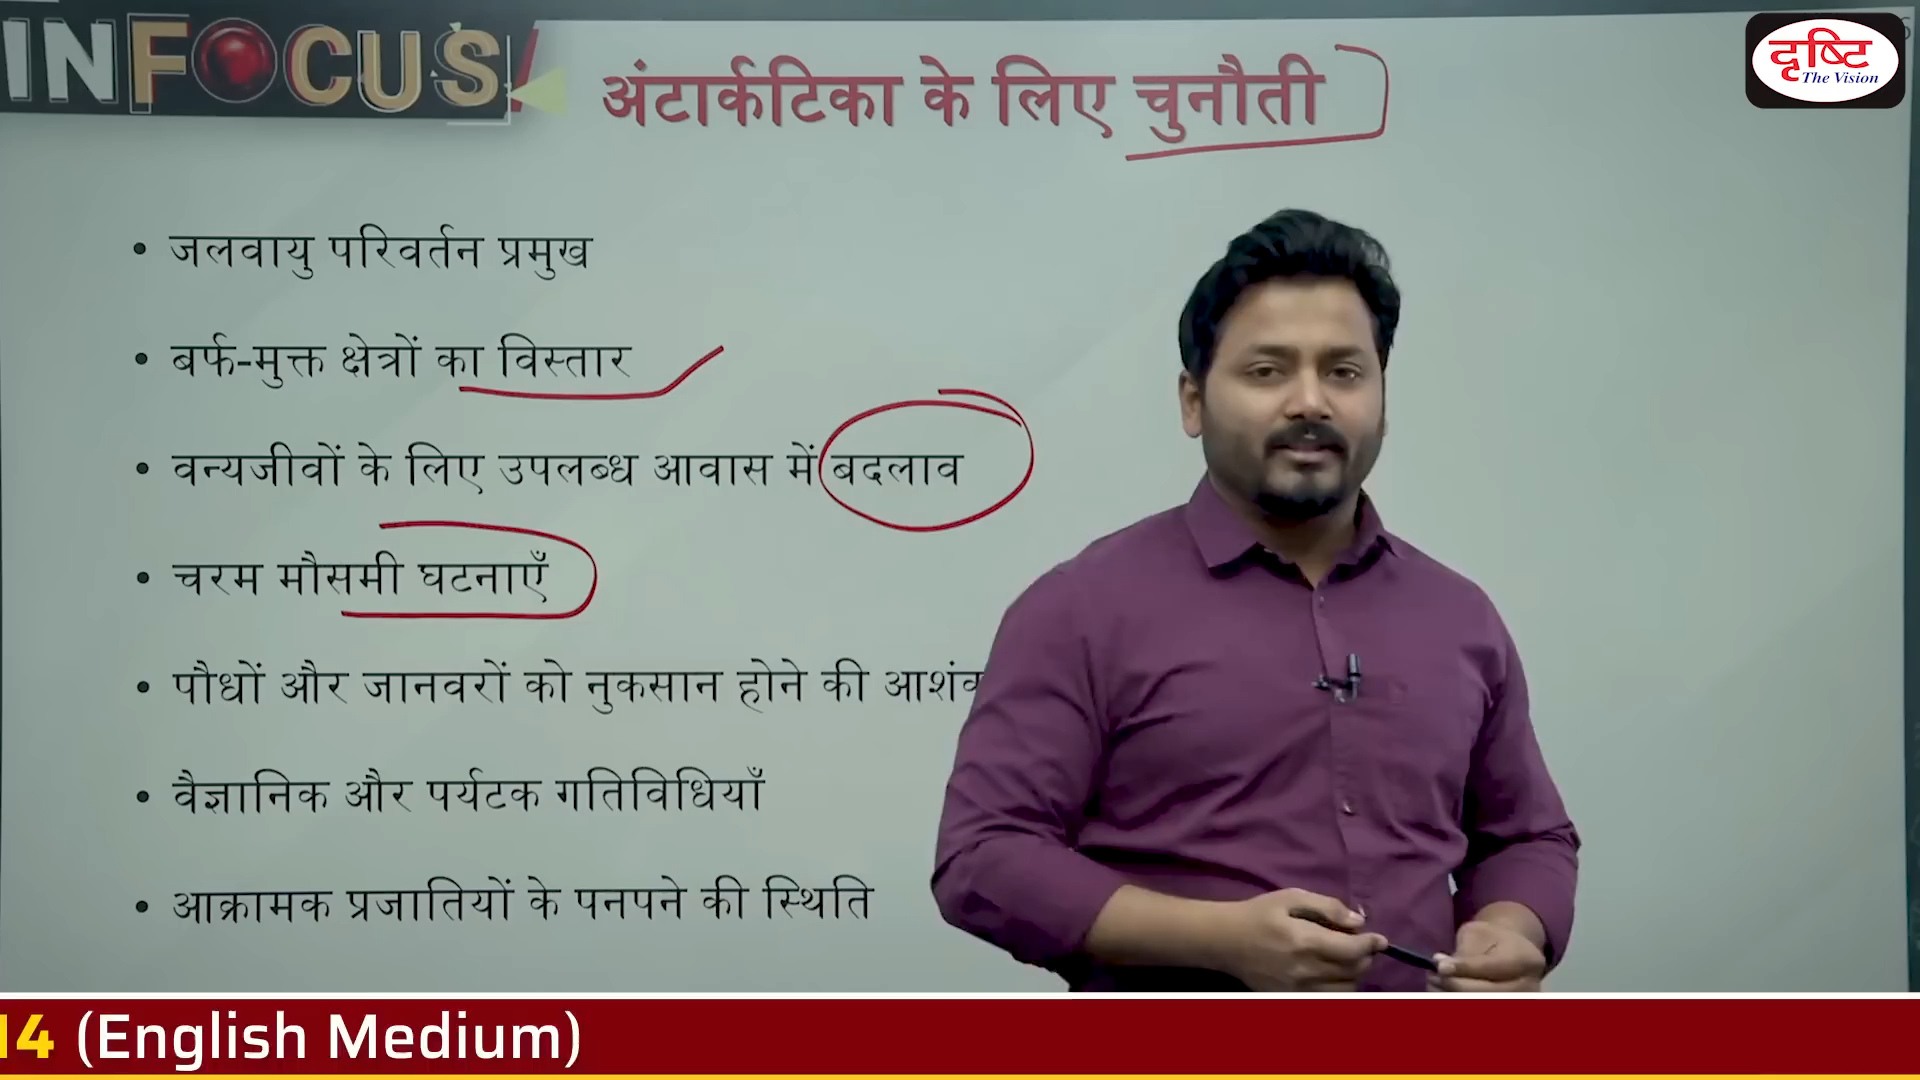 INFOCUS
अंटार्कटिका के लिए चुनौती
दृष्टि
The Vision
• जलवायु परिवर्तन प्रमुख
• बर्फ-मुक्त क्षेत्रों का विस्तार
• वन्यजीवों के लिए उपलब्ध आवास में बदलाव
• चरम मौसमी घटनाएँ
• पौधों और जानवरों को नुकसान होने की
• वैज्ञानिक और पर्यटक गतिविधियाँ
• आक्रामक प्रजातियों के पनपने की स्थिति
14 (English Medium)